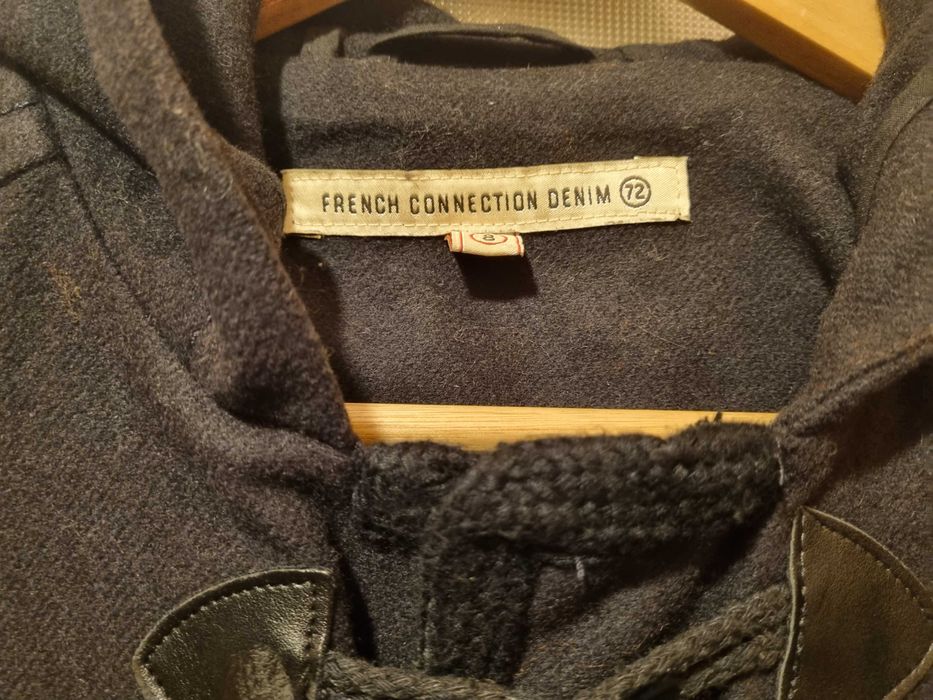 FRENCH CONNECTION DENIM 72
8